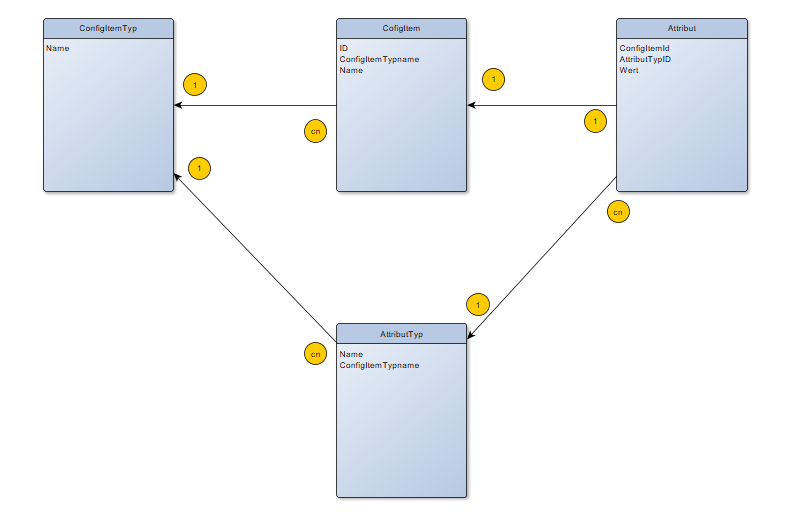 ConfigItemTyp
Name
CofigItem
ID
ConfigItemTypname
Name
Attribut
ConfigItemId
AttributTypID
Wert
1
cn
1
1
1
cn
1
cn
AttributTyp
Name
ConfigItemTypname